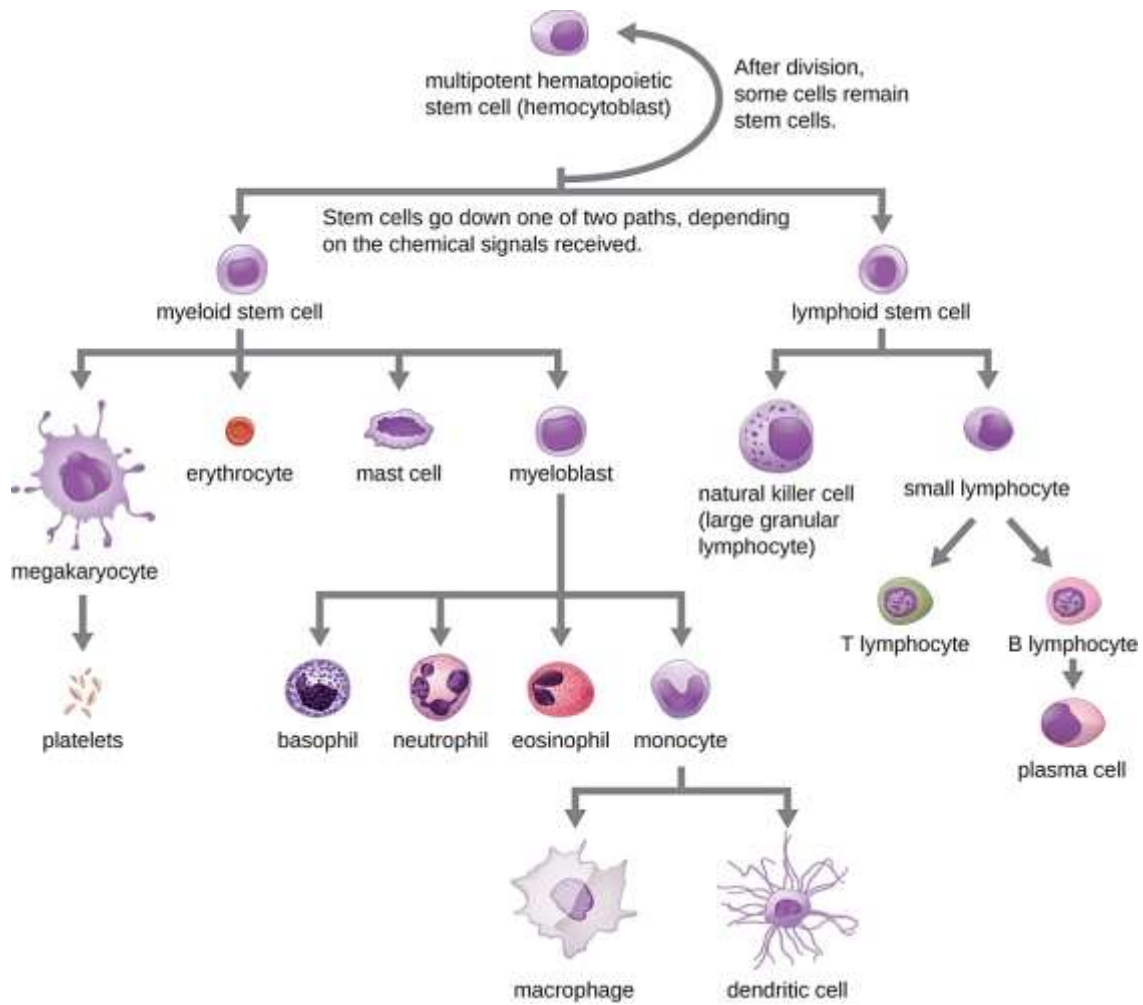 multipotent hematopoietic
stem cell (hemocytoblast)
After division,
some cells remain
stem cells.
Stem cells go down one of two paths, depending
on the chemical signals received.
myeloid stem cell
lymphoid stem cell
megakaryocyte
erythrocyte
mast cell
myeloblast
natural killer cell
(large granular
lymphocyte)
small lymphocyte
T lymphocyte
B lymphocyte
platelets
basophil
neutrophil
eosinophil
monocyte
plasma cell
macrophage
dendritic cell